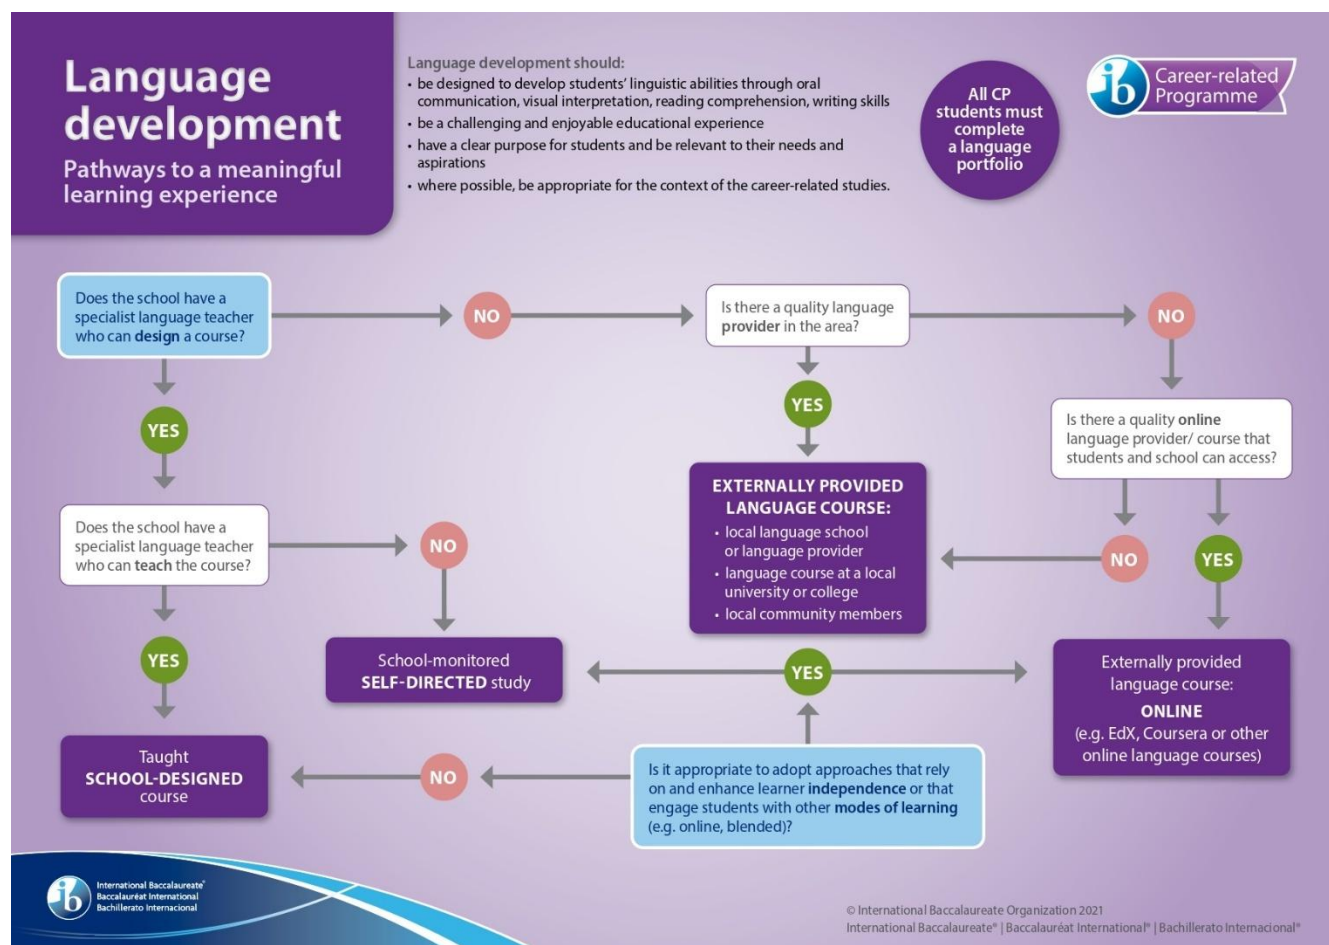 Language
development
Pathways to a meaningful
learning experience
Language development should:
• be designed to develop students' linguistic abilities through oral
communication, visual interpretation, reading comprehension, writing skills
• be a challenging and enjoyable educational experience
• have a clear purpose for students and be relevant to their needs and
aspirations
• where possible, be appropriate for the context of the career-related studies.
All CP
students must
complete
a language
portfolio
ib
Career-related
Programme
Does the school have a
specialist language teacher
who can design a course?
NO
Is there a quality language
provider in the area?
NO
YES
YES
Is there a quality online
language provider/ course that
students and school can access?
EXTERNALLY PROVIDED
LANGUAGE COURSE:
• local language school
or language provider
• language course at a local
university or college
• local community members
Does the school have a
specialist language teacher
who can teach the course?
NO
NO
YES
YES
School-monitored
SELF-DIRECTED study
YES
Externally provided
language course:
ONLINE
(e.g. EdX, Coursera or other
online language courses)
Taught
SCHOOL-DESIGNED
course
NO
Is it appropriate to adopt approaches that rely
on and enhance learner independence or that
engage students with other modes of learning
(e.g. online, blended)?
ib
International Baccalaureate®
Baccalauréat International
Bachillerato Internacional
© International Baccalaureate Organization 2021
International Baccalaureate® | Baccalauréat International® | Bachillerato Internacional®